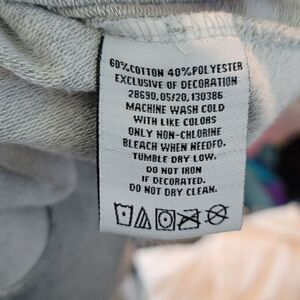 60%COTTON 40%POLYESTER
EXCLUSIVE OF DECORATION
28690,05/20,130386
MACHINE WASH COLD
WITH LIKE COLORS
ONLY NON-CHLORINE
BLEACH WHEN NEEFD.
TUMBLE DRY LOW.
DO NOT IRON
IF DECORATED.
DO NOT DRY CLEAN.